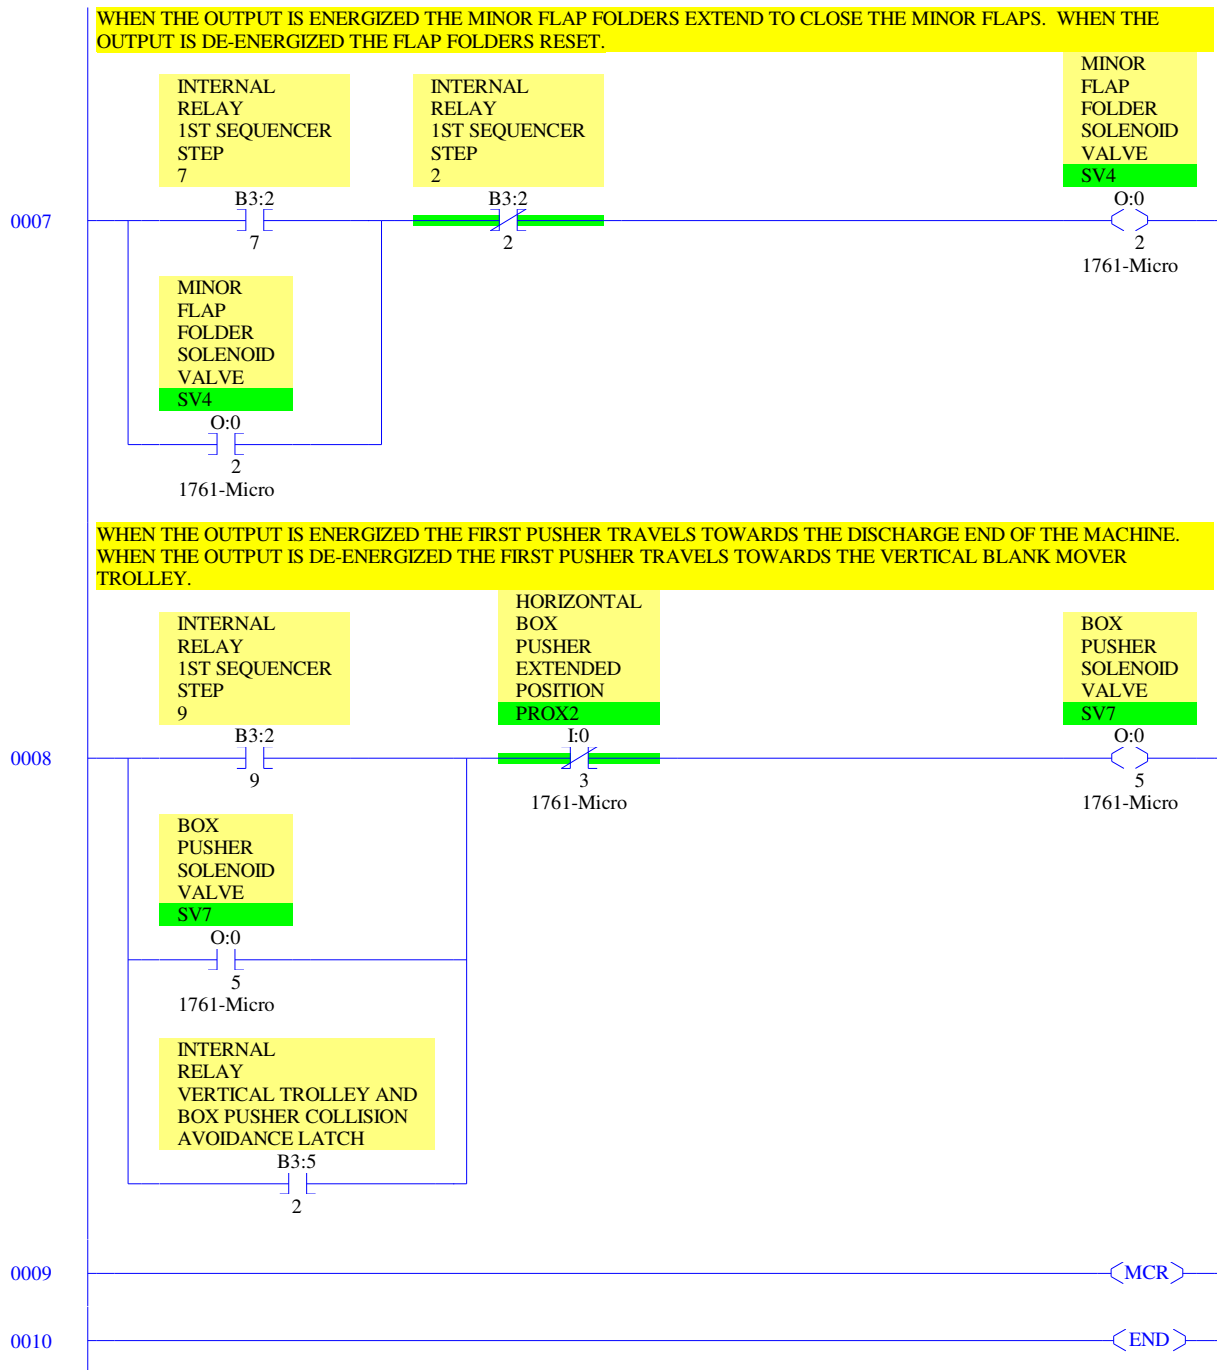 WHEN THE OUTPUT IS ENERGIZED THE MINOR FLAP FOLDERS EXTEND TO CLOSE THE MINOR FLAPS.  WHEN THE
OUTPUT IS DE-ENERGIZED THE FLAP FOLDERS RESET.
INTERNAL
RELAY
1ST SEQUENCER
STEP
7
B3:2
7
INTERNAL
RELAY
1ST SEQUENCER
STEP
2
B3:2
2
MINOR
FLAP
FOLDER
SOLENOID
VALVE
SV4
O:0
2
1761-Micro
0007
MINOR
FLAP
FOLDER
SOLENOID
VALVE
SV4
O:0
2
1761-Micro
WHEN THE OUTPUT IS ENERGIZED THE FIRST PUSHER TRAVELS TOWARDS THE DISCHARGE END OF THE MACHINE.
WHEN THE OUTPUT IS DE-ENERGIZED THE FIRST PUSHER TRAVELS TOWARDS THE VERTICAL BLANK MOVER
TROLLEY.
INTERNAL
RELAY
1ST SEQUENCER
STEP
9
B3:2
9
HORIZONTAL
BOX
PUSHER
EXTENDED
POSITION
PROX2
I:0
3
1761-Micro
BOX
PUSHER
SOLENOID
VALVE
SV7
O:0
5
1761-Micro
0008
BOX
PUSHER
SOLENOID
VALVE
SV7
O:0
5
1761-Micro
INTERNAL
RELAY
VERTICAL TROLLEY AND
BOX PUSHER COLLISION
AVOIDANCE LATCH
B3:5
2
0009
MCR
0010
END